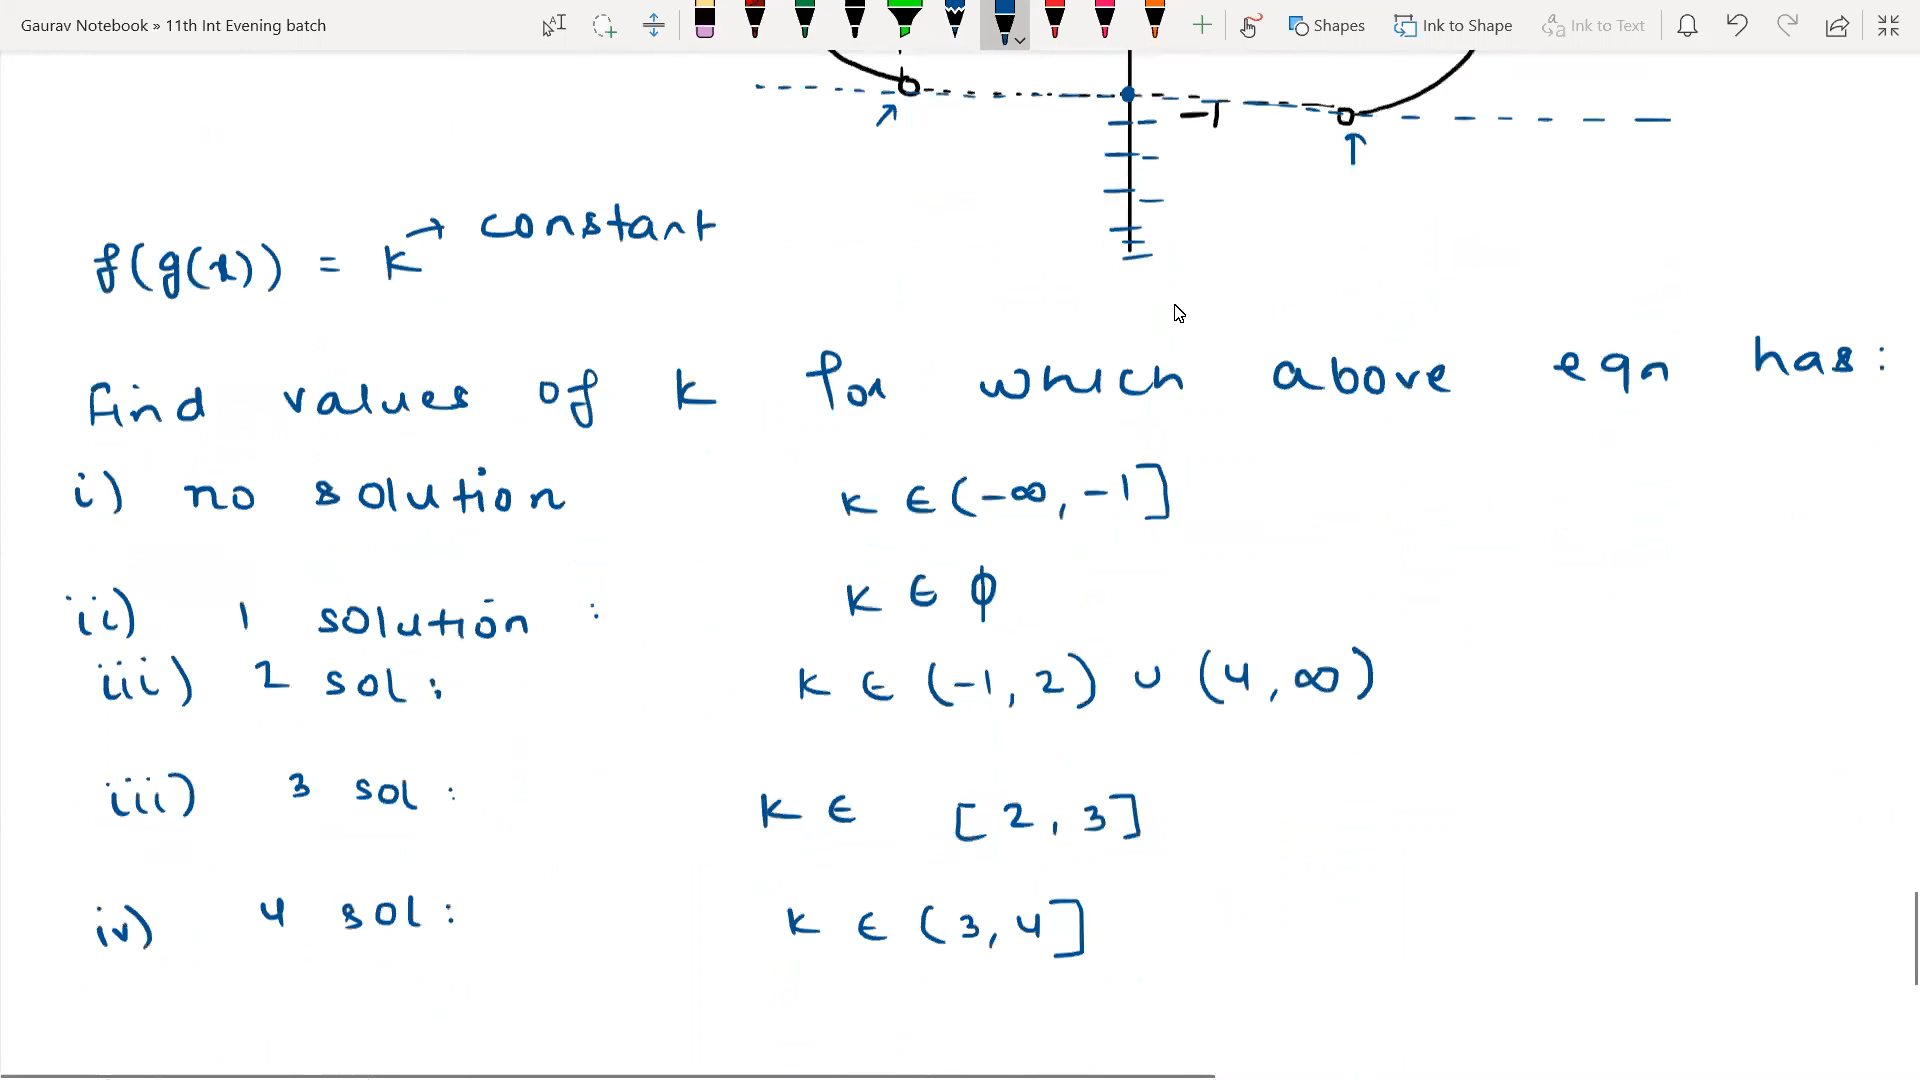 Gaurav Notebook » 11th Int Evening batch
Shapes
Ink to Shape
Ink to Text
-1
f(g(x)) = k → constant
find values of k for which above eqn has:
i) no solution k ∈ (-∞, -1]
ii) 1 solution : k ∈ ϕ
iii) 2 sol : k ∈ (-1, 2) ∪ (4, ∞)
iii) 3 sol : k ∈ [2, 3]
iv) 4 sol : k ∈ (3, 4]